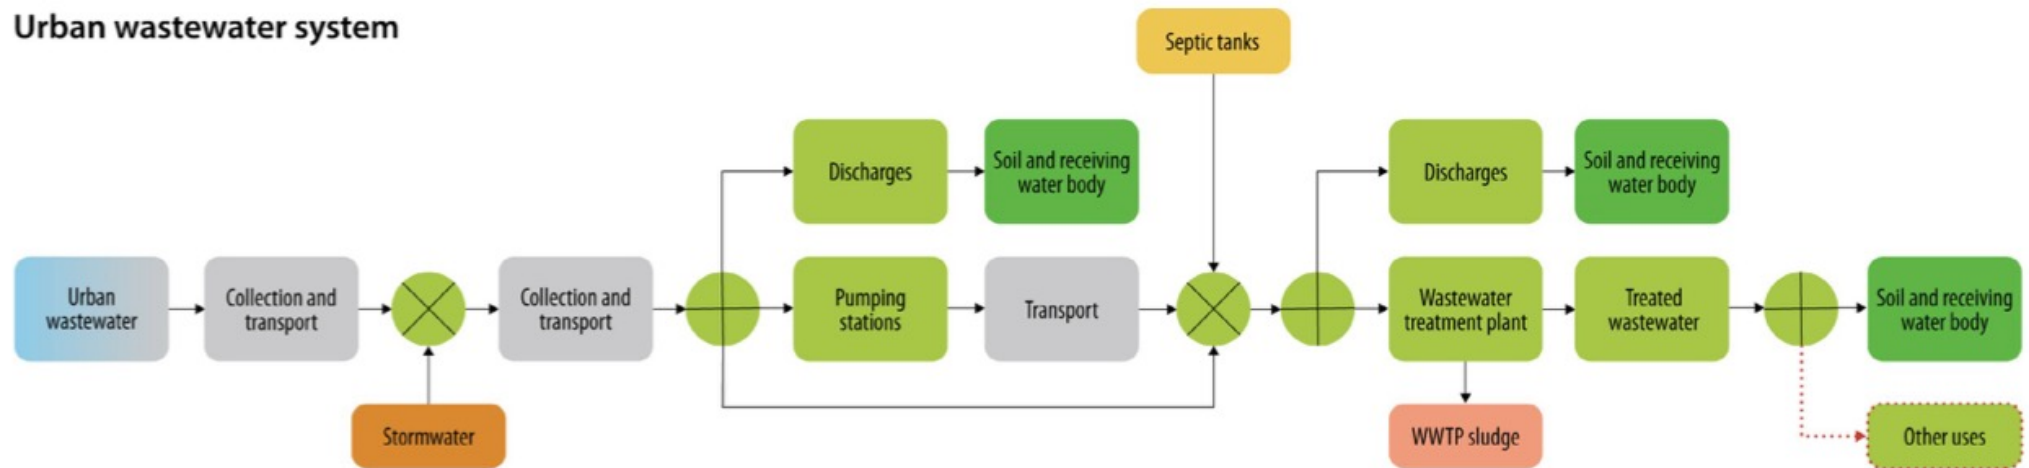 Urban wastewater system
Septic tanks
Discharges
Soil and receiving
water body
Discharges
Soil and receiving
water body
Urban
wastewater
Collection and
transport
Collection and
transport
Pumping
stations
Transport
Wastewater
treatment plant
Treated
wastewater
Soil and receiving
water body
Stormwater
WWTP sludge
Other uses